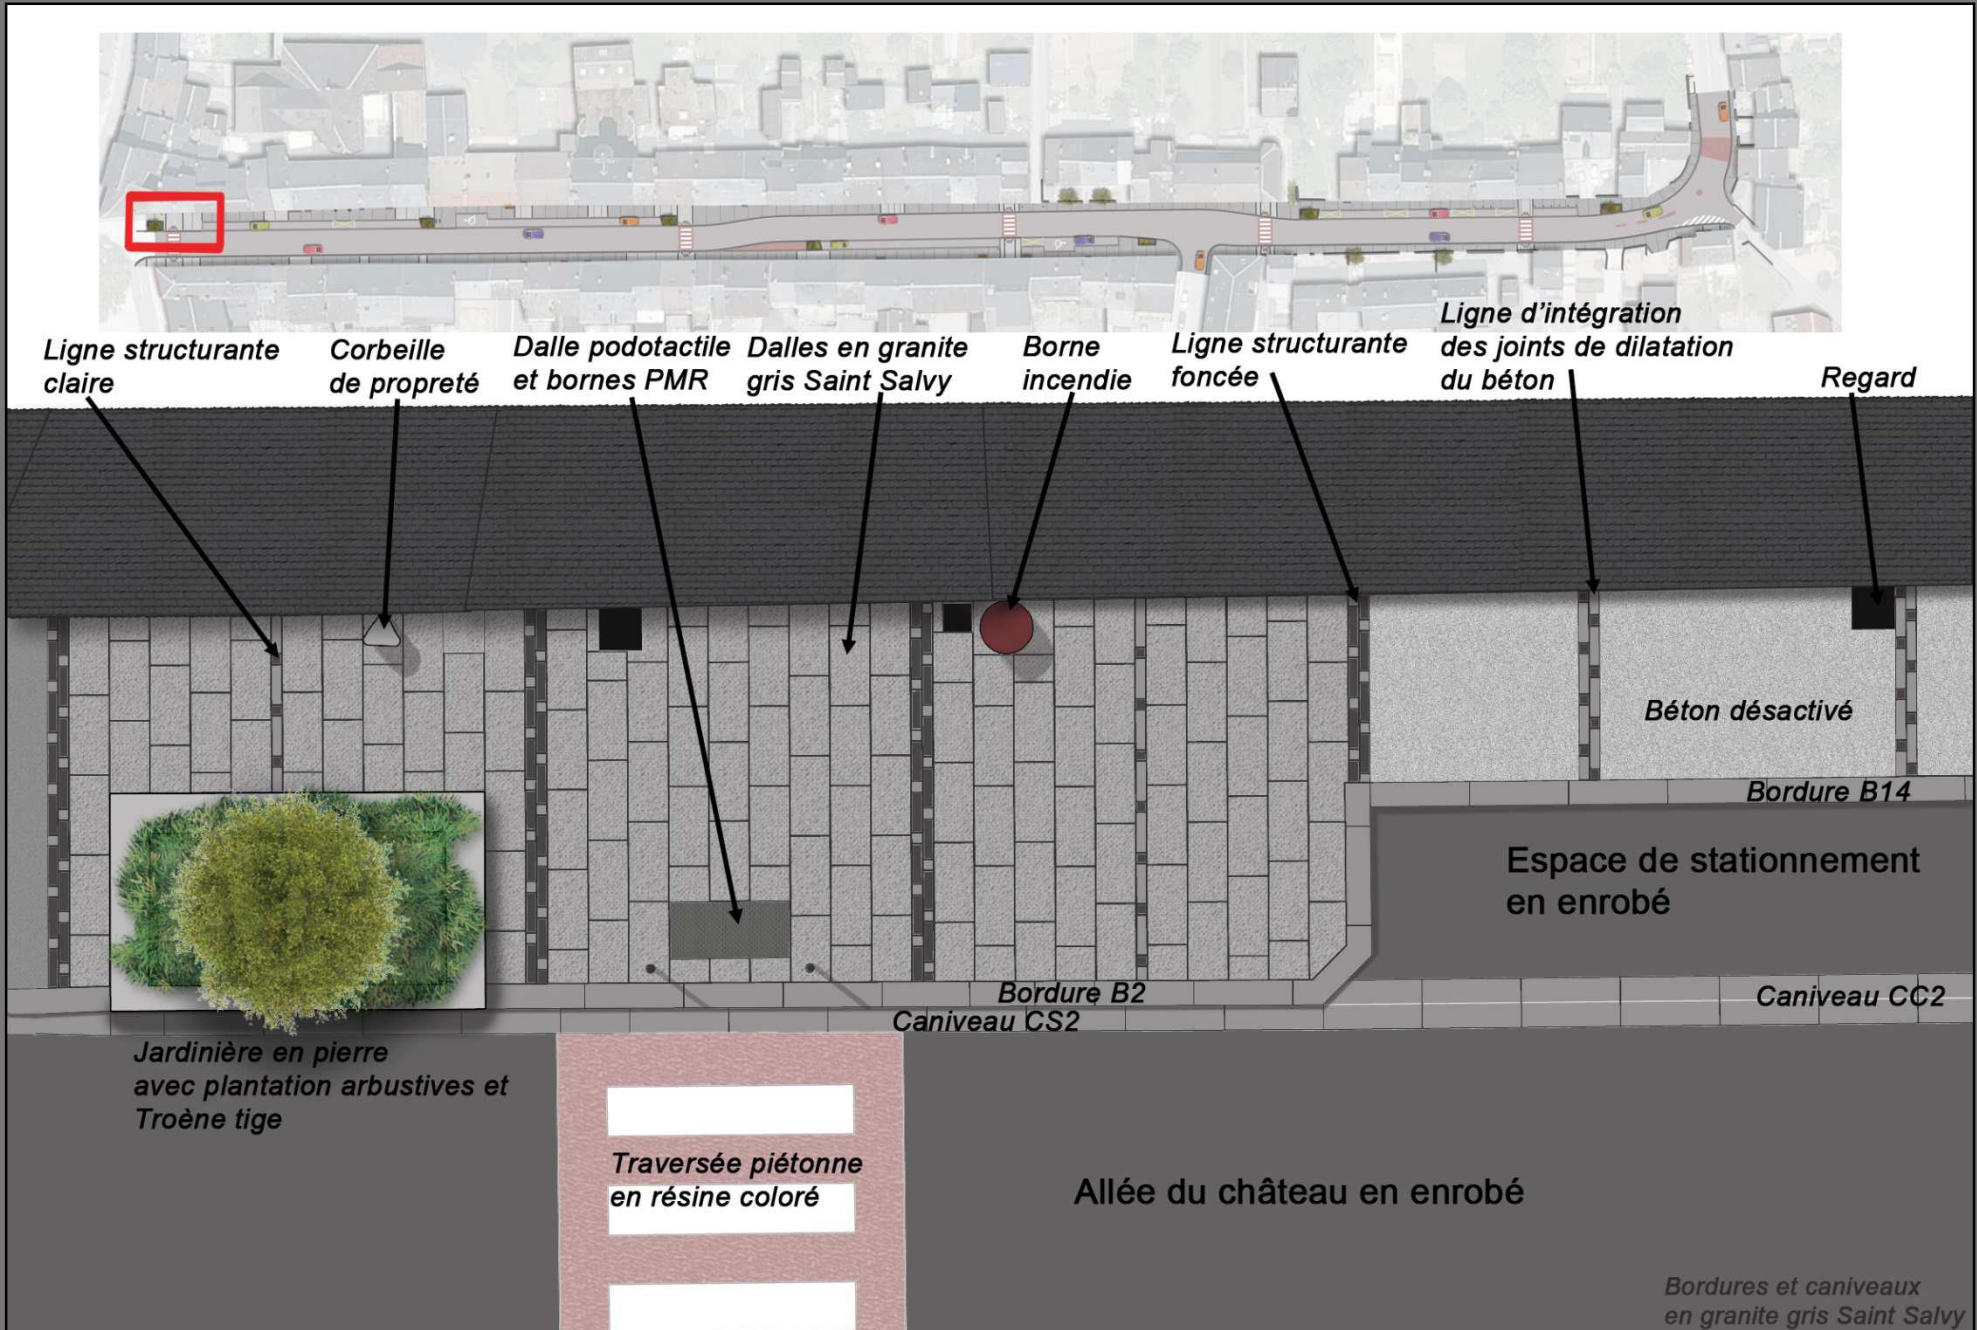 Ligne structurante
claire
Corbeille
de propreté
Dalle podotactile
et bornes PMR
Dalles en granite
gris Saint Salvy
Borne
incendie
Ligne structurante
foncée
Ligne d'intégration
des joints de dilatation
du béton
Regard
Béton désactivé
Bordure B14
Espace de stationnement
en enrobé
Bordure B2
Caniveau CC2
Caniveau CS2
Jardinière en pierre
avec plantation arbustives et
Troène tige
Traversée piétonne
en résine coloré
Allée du château en enrobé
Bordures et caniveaux
en granite gris Saint Salvy